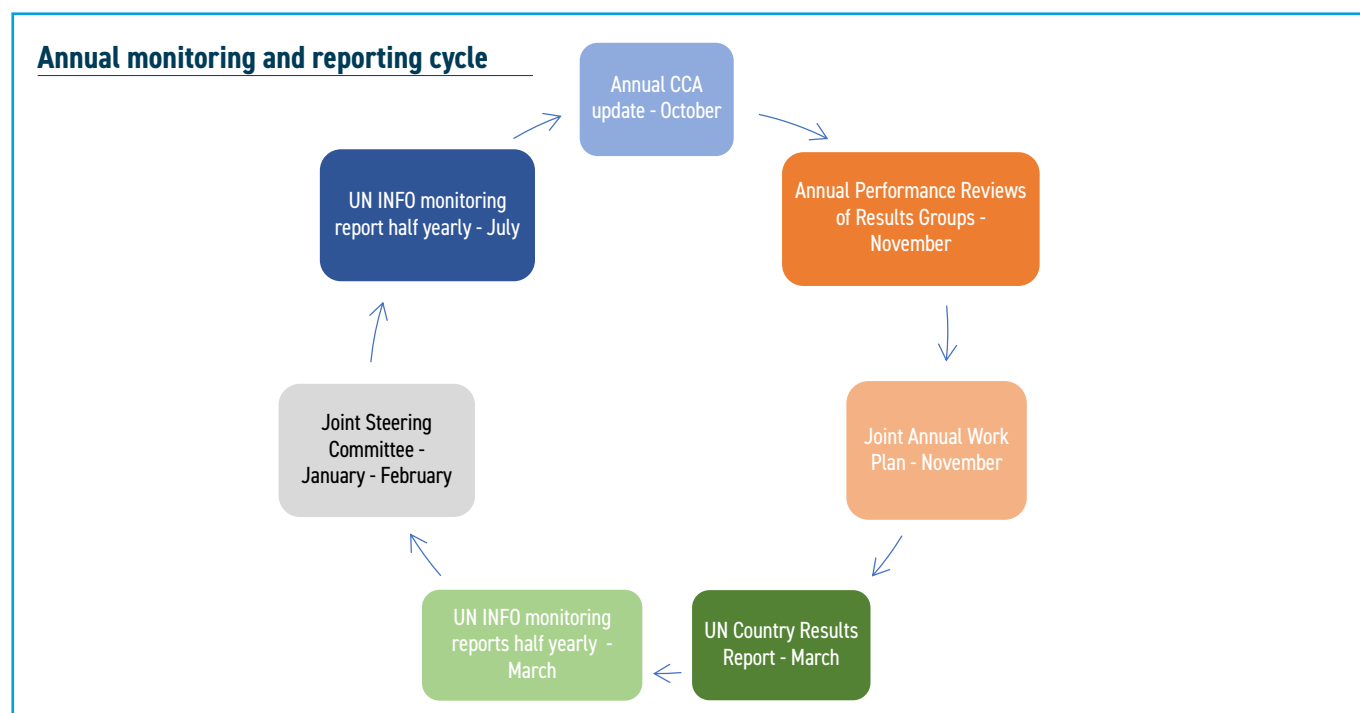 Annual monitoring and reporting cycle
Annual CCA
update - October
Annual Performance Reviews
of Results Groups -
November
Joint Annual Work
Plan - November
UN Country Results
Report - March
UN INFO monitoring
reports half yearly -
March
Joint Steering
Committee -
January - February
UN INFO monitoring
report half yearly - July